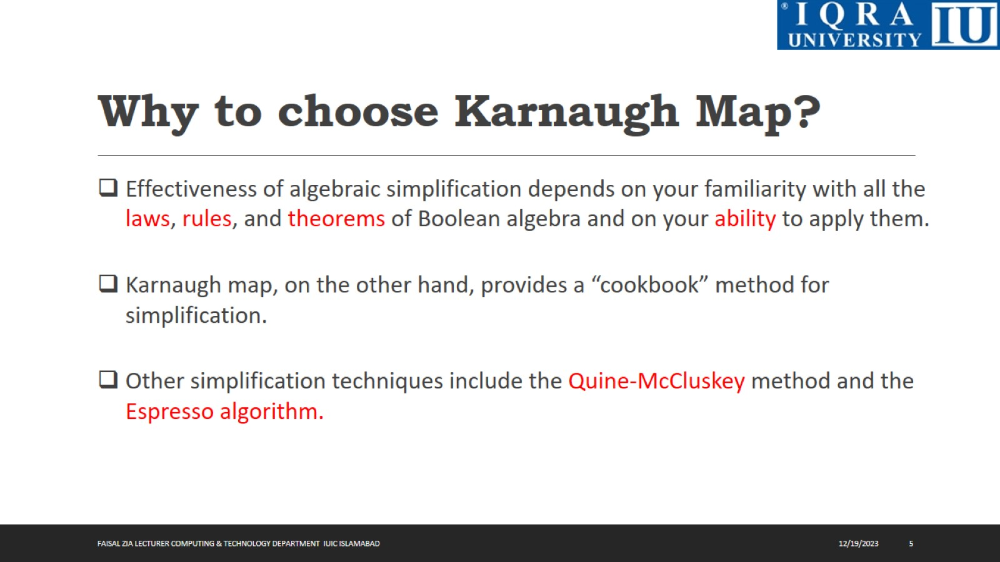 ® IQRA
UNIVERSITY IU
Why to choose Karnaugh Map?
❑ Effectiveness of algebraic simplification depends on your familiarity with all the
laws, rules, and theorems of Boolean algebra and on your ability to apply them.
❑ Karnaugh map, on the other hand, provides a “cookbook” method for
simplification.
❑ Other simplification techniques include the Quine-McCluskey method and the
Espresso algorithm.
FAISAL ZIA LECTURER COMPUTING & TECHNOLOGY DEPARTMENT IUIC ISLAMABAD 12/19/2023 5